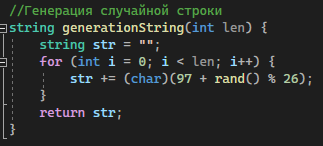 //Генерация случайной строки
string generationString(int len) {
    string str = "";
    for (int i = 0; i < len; i++) {
        str += (char)(97 + rand() % 26);
    }
    return str;
}